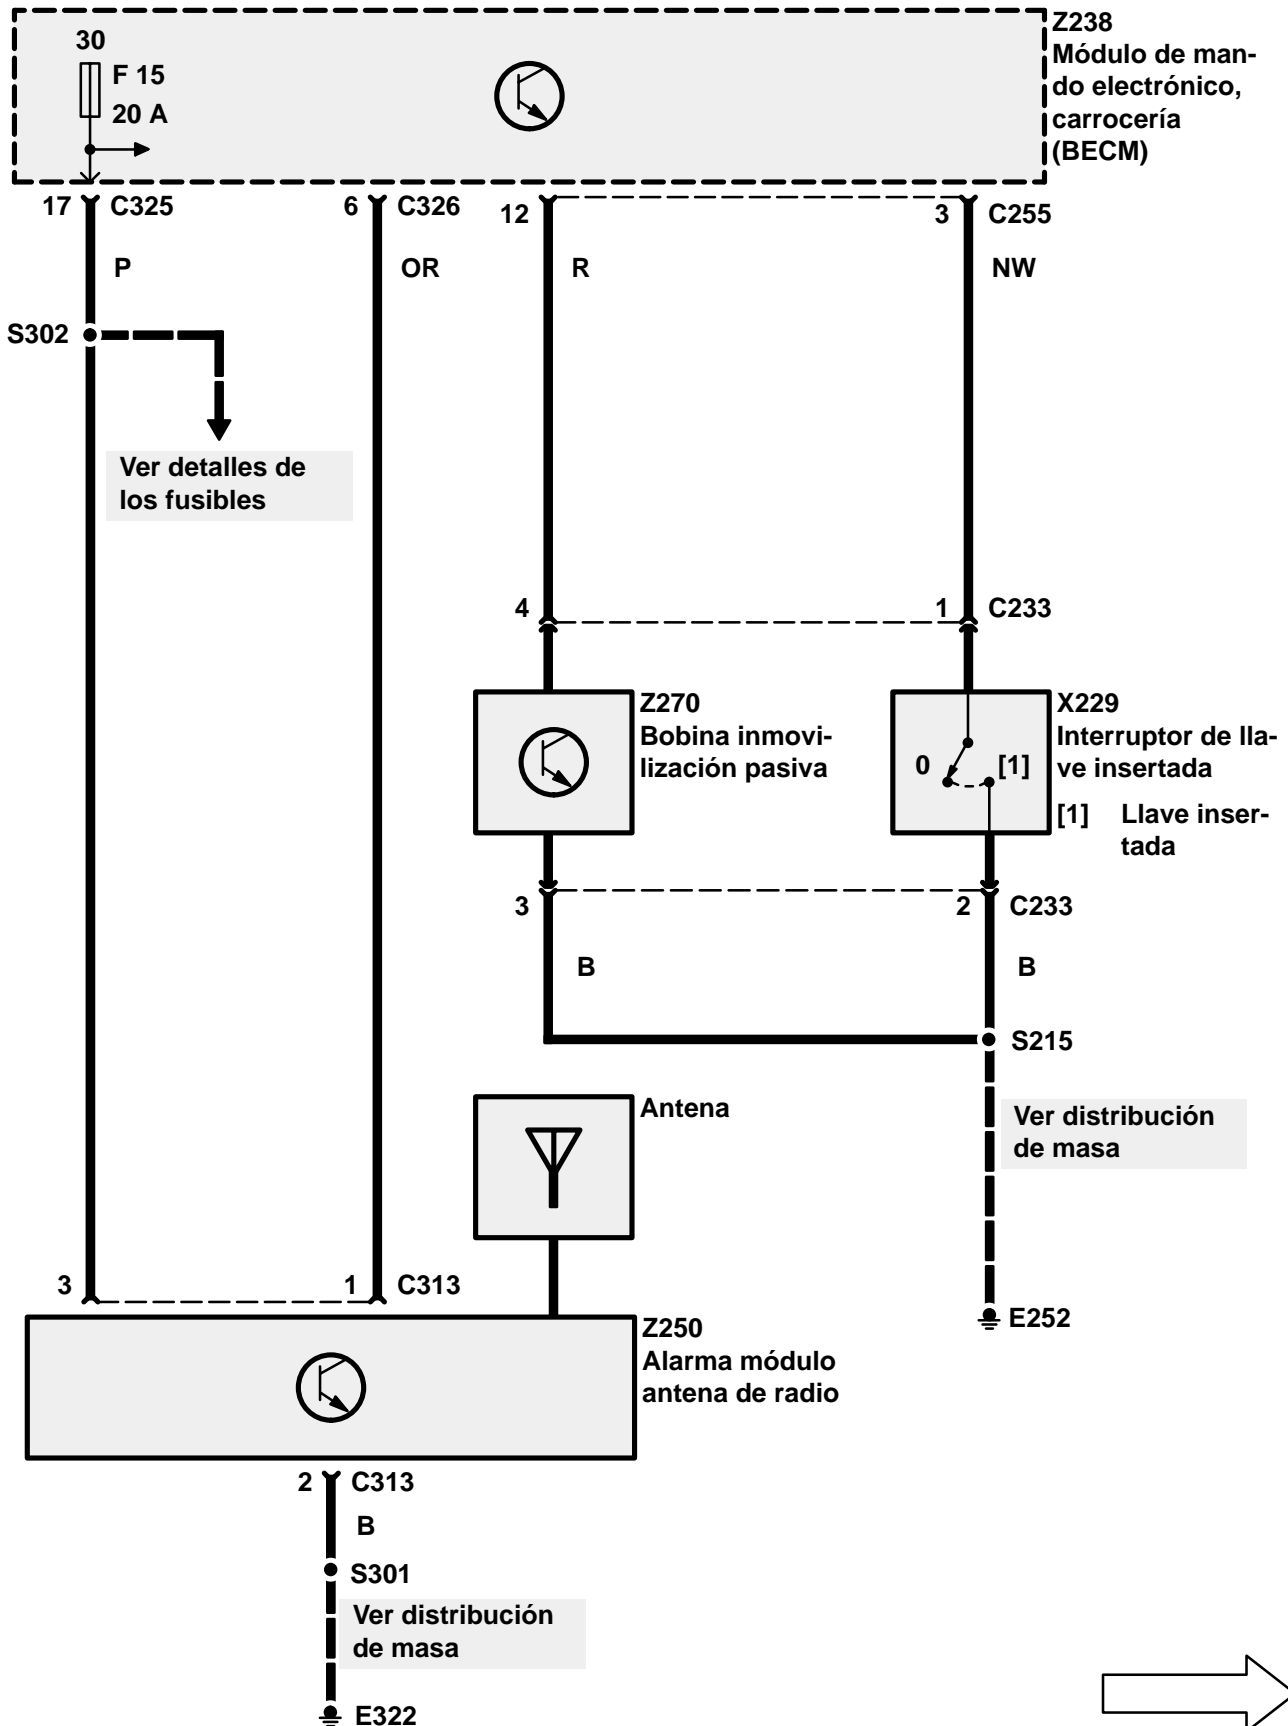 Z238
Módulo de man-
do electrónico,
carrocería
(BECM)
30
F 15
20 A
17 C325
6 C326
12
3 C255
P
OR
R
NW
S302
Ver detalles de
los fusibles
4
1 C233
Z270
Bobina inmovi-
lización pasiva
X229
Interruptor de lla-
ve insertada
[1] Llave inser-
tada
0 [1]
3
2 C233
B
B
S215
Antena
Ver distribución
de masa
3
1 C313
E252
Z250
Alarma módulo
antena de radio
2 C313
B
S301
Ver distribución
de masa
E322